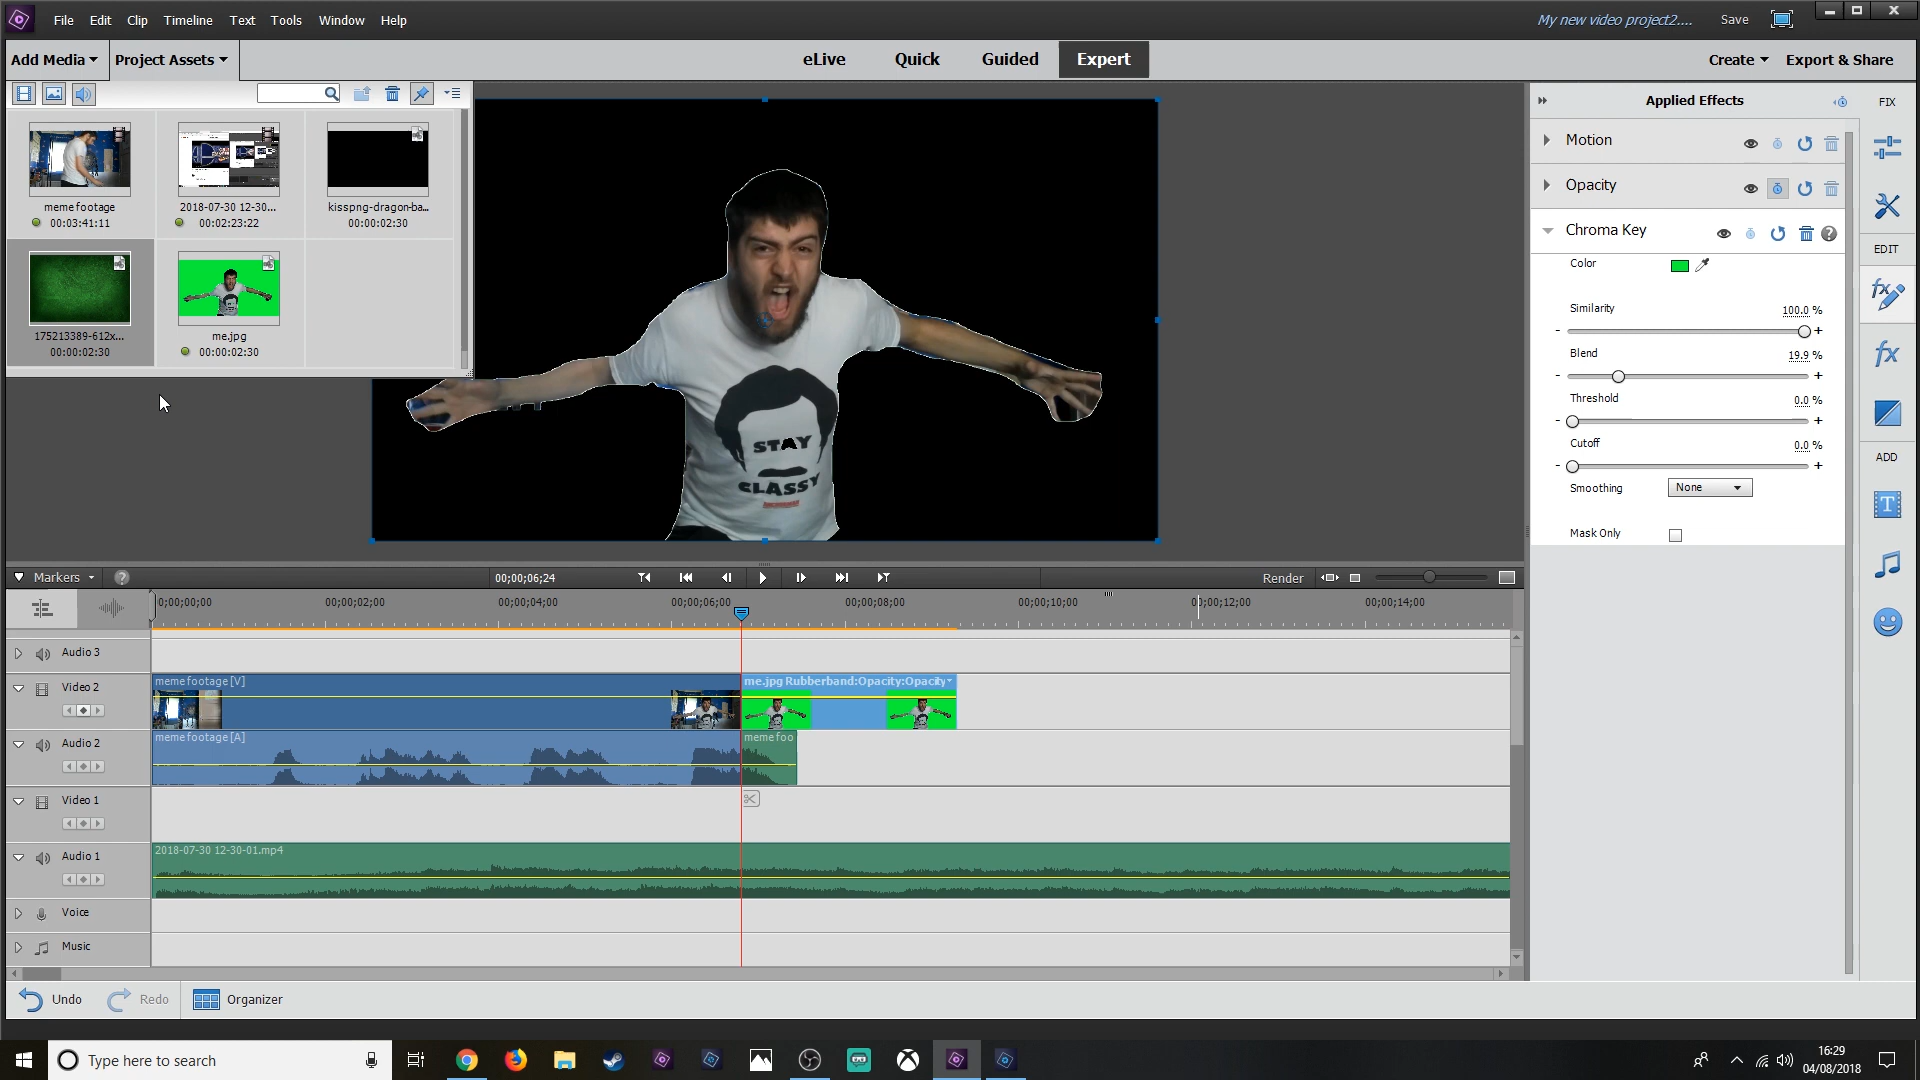 File Edit Clip Timeline Text Tools Window Help
My new video project2.... Save
Add Media Project Assets
eLive Quick Guided Expert
Create Export & Share
meme footage
00:03:41:11
2018-07-30 12-30...
00:02:23:22
kisspng-dragon-ba...
00:00:02:30
175213389-612x...
00:00:02:30
me.jpg
00:00:02:30
STAY
CLASSY
Applied Effects
Motion
Opacity
Chroma Key
Color
Similarity 100.0 %
Blend 19.9 %
Threshold 0.0 %
Cutoff 0.0 %
Smoothing None
Mask Only
FIX
EDIT
ADD
Markers
00;00;06;24
Render
0;00;00;00 00;00;02;00 00;00;04;00 00;00;06;00 00;00;08;00 00;00;10;00 00;00;12;00 00;00;14;00
Audio 3
Video 2
meme footage [V]
me.jpg Rubberband:Opacity:Opacity
Audio 2
meme footage [A]
meme foo
Video 1
Audio 1
2018-07-30 12-30-01.mp4
Voice
Music
Undo Redo Organizer
Type here to search
16:29
04/08/2018